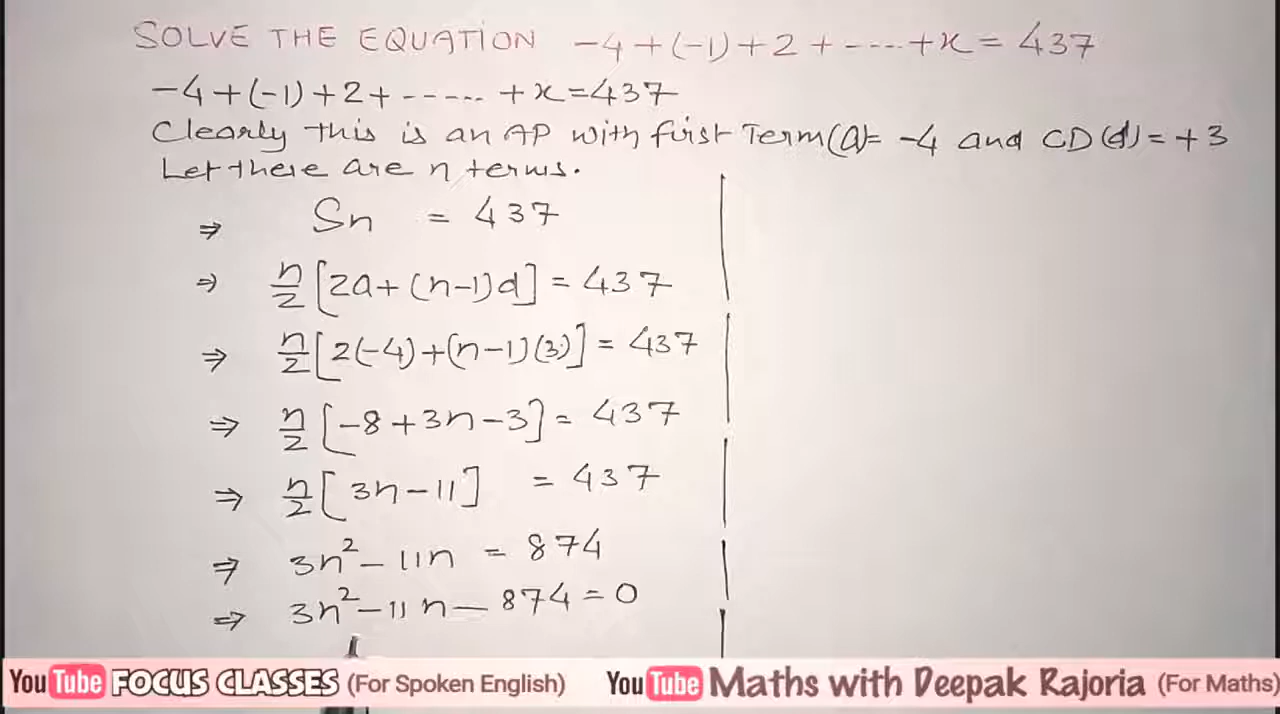 SOLVE THE EQUATION -4+(-1)+2+-----+x=437
-4+(-1)+2+------+x=437
Clearly this is an AP with first Term(a)= -4 and CD(d)=+3
Let there are n terms.
⇒ Sn = 437
⇒ n/2[2a+(n-1)d]=437
⇒ n/2[2(-4)+(n-1)(3)]=437
⇒ n/2[-8+3n-3]=437
⇒ n/2[3n-11] = 437
⇒ 3n²-11n = 874
⇒ 3n²-11n-874=0
YouTube FOCUS CLASSES (For Spoken English) YouTube Maths with Deepak Rajoria (For Maths)